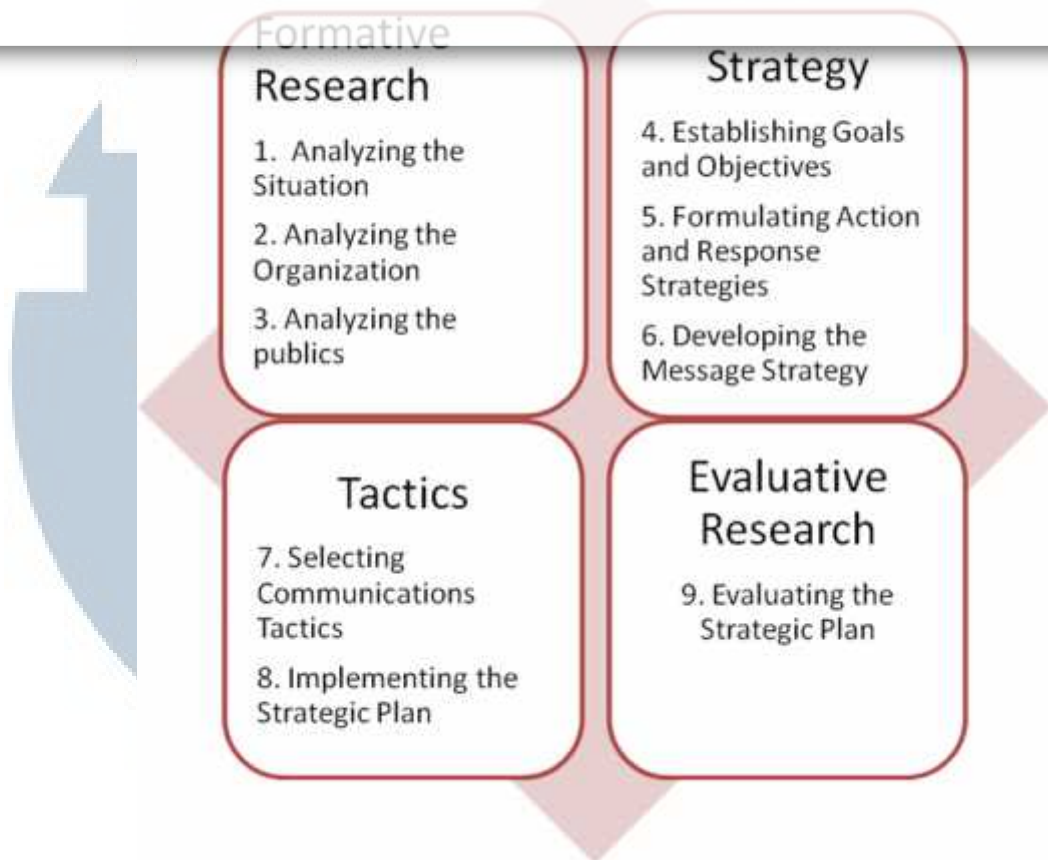 Formative
Research
1. Analyzing the
Situation
2. Analyzing the
Organization
3. Analyzing the
publics
Strategy
4. Establishing Goals
and Objectives
5. Formulating Action
and Response
Strategies
6. Developing the
Message Strategy
Tactics
7. Selecting
Communications
Tactics
8. Implementing the
Strategic Plan
Evaluative
Research
9. Evaluating the
Strategic Plan